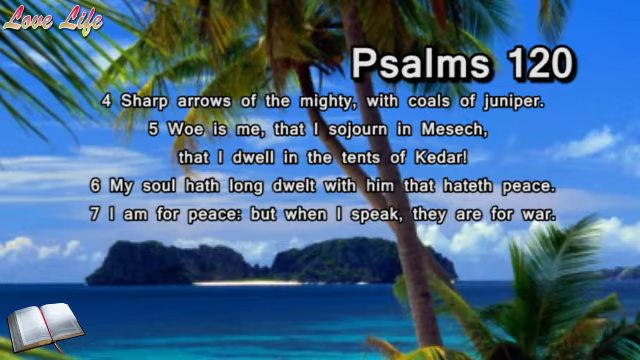 Love Life
Psalms 120
4 Sharp arrows of the mighty, with coals of juniper.
5 Woe is me, that I sojourn in Mesech,
that I dwell in the tents of Kedar!
6 My soul hath long dwelt with him that hateth peace.
7 I am for peace: but when I speak, they are for war.